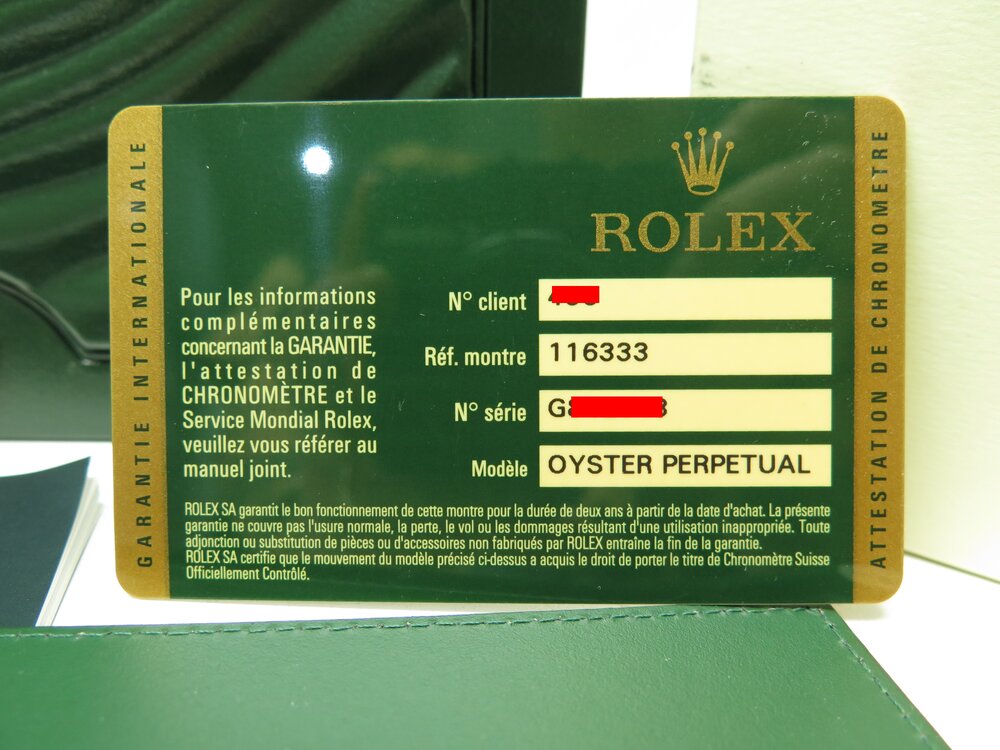 GARANTIE INTERNATIONALE
ROLEX
Pour les informations
complémentaires
concernant la GARANTIE,
l'attestation de
CHRONOMÈTRE et le
Service Mondial Rolex,
veuillez vous référer au
manuel joint.
N° client
Réf. montre 116333
N° série
Modèle OYSTER PERPETUAL
ROLEX SA garantit le bon fonctionnement de cette montre pour la durée de deux ans à partir de la date d'achat. La présente
garantie ne couvre pas l'usure normale, la perte, le vol ou les dommages résultant d'une utilisation inappropriée. Toute
adjonction ou substitution de pièces ou d'accessoires non fabriqués par ROLEX entraîne la fin de la garantie.
ROLEX SA certifie que le mouvement du modèle précisé ci-dessus a acquis le droit de porter le titre de Chronomètre Suisse
Officiellement Contrôlé.
ATTESTATION DE CHRONOMETRE